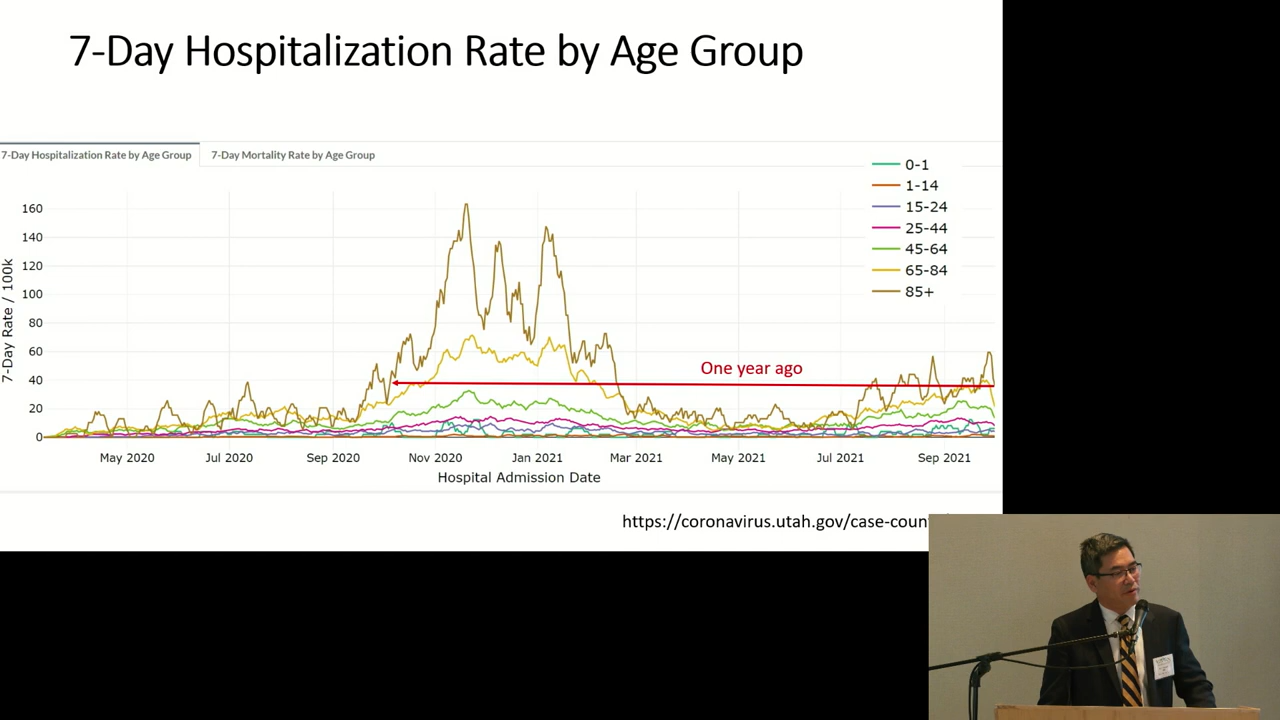 7-Day Hospitalization Rate by Age Group
7-Day Hospitalization Rate by Age Group
7-Day Mortality Rate by Age Group
0-1
1-14
15-24
25-44
45-64
65-84
85+
160
140
120
100
80
60
40
20
0
7-Day Rate / 100k
One year ago
May 2020
Jul 2020
Sep 2020
Nov 2020
Jan 2021
Mar 2021
May 2021
Jul 2021
Sep 2021
Hospital Admission Date
https://coronavirus.utah.gov/case-coun